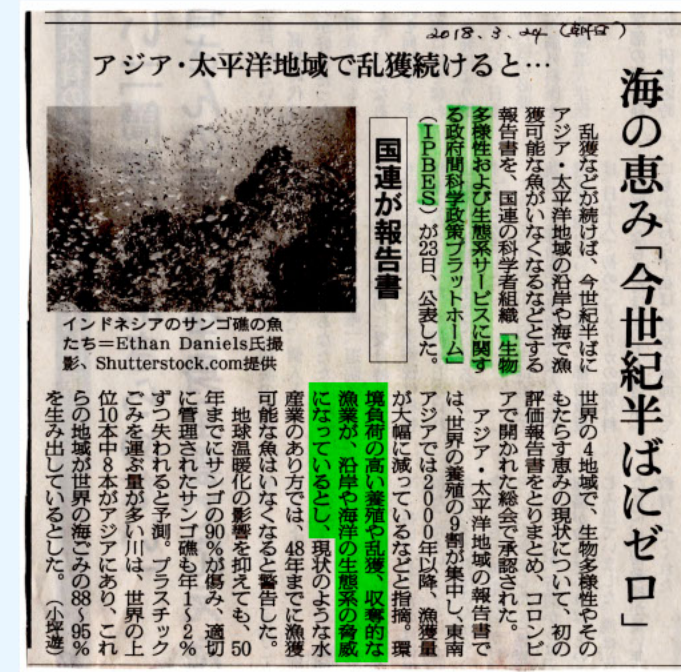 2018.3.24（朝日）
アジア・太平洋地域で乱獲続けると…
海の恵み「今世紀半ばにゼロ」
国連が報告書
乱獲などが続けば、今世紀半ばに
アジア・太平洋地域の沿岸や海で漁
獲可能な魚がいなくなるなどとする
報告書を、国連の科学者組織「生物
多様性および生態系サービスに関す
る政府間科学政策プラットホーム」
（ＩＰＢＥＳ）が23日、公表した。
世界の4地域で、生物多様性やその
もたらす恵みの現状について、初の
評価報告書をとりまとめ、コロンビ
アで開かれた総会で承認された。
アジア・太平洋地域の報告書で
は、世界の養殖の9割が集中し、東南
アジアでは2000年以降、漁獲量
が大幅に減っているなどと指摘。環
境負荷の高い養殖や乱獲、収奪的な
漁業が、沿岸や海洋の生態系の脅威
になっているとし、現状のような水
産業のあり方では、48年までに漁獲
可能な魚はいなくなると警告した。
地球温暖化の影響を抑えても、50
年までにサンゴの90％が傷み、適切
に管理されたサンゴ礁も年1～2％
ずつ失われると予測。プラスチック
ごみを運ぶ量が多い川は、世界の上
位10本中8本がアジアにあり、これ
らの地域が世界の海ごみの88～95％
を生み出しているとした。（小坪遊）
インドネシアのサンゴ礁の魚
たち＝Ethan Daniels氏撮
影、Shutterstock.com提供